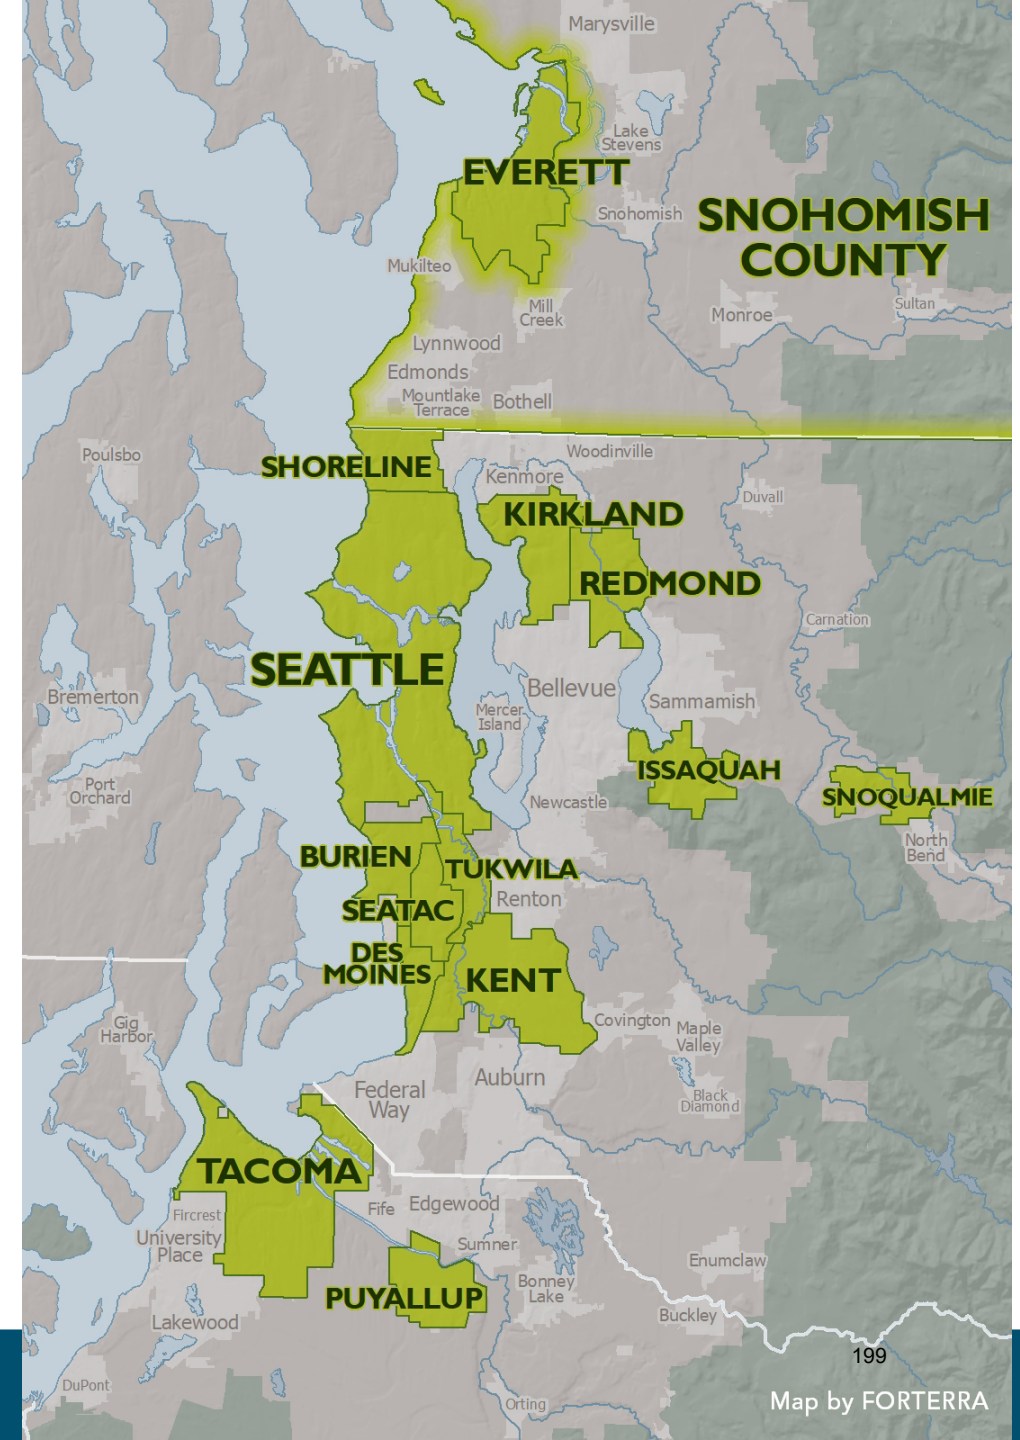 Marysville
Lake
Stevens
EVERETT
Snohomish
SNOHOMISH
COUNTY
Mukilteo
Mill
Creek
Monroe
Sultan
Lynnwood
Edmonds
Mountlake
Terrace
Bothell
Poulsbo
SHORELINE
Woodinville
Kenmore
Duvall
KIRKLAND
REDMOND
Carnation
SEATTLE
Bellevue
Bremerton
Mercer
Island
Sammamish
Port
Orchard
ISSAQUAH
SNOQUALMIE
Newcastle
North
Bend
BURIEN
TUKWILA
Renton
SEATAC
DES
MOINES
KENT
Gig
Harbor
Covington
Maple
Valley
Federal
Way
Auburn
Black
Diamond
TACOMA
Fife
Edgewood
Fircrest
University
Place
Sumner
Enumclaw
PUYALLUP
Bonney
Lake
Lakewood
Buckley
199
DuPont
Orting
Map by FORTERRA